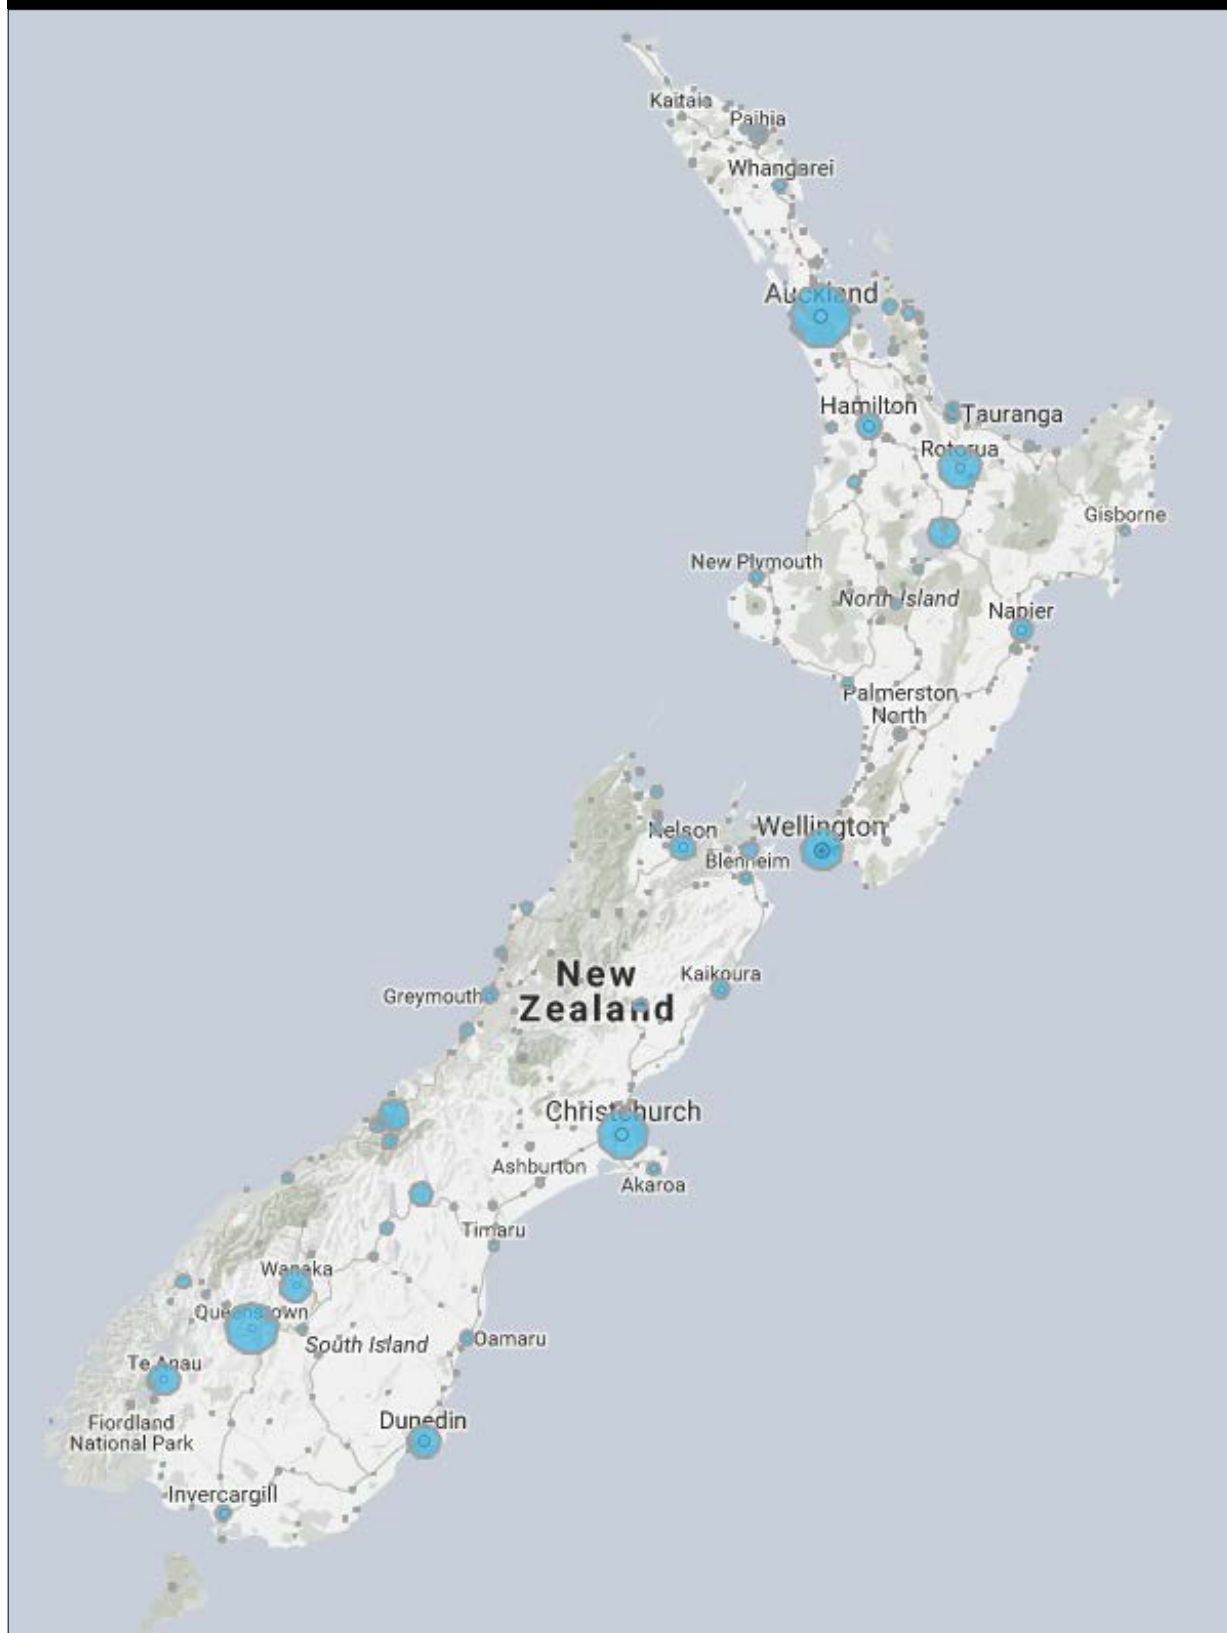 Kaitaia
Paihia
Whangarei
Auckland
Hamilton
Tauranga
Rotorua
Gisborne
New Plymouth
North Island
Napier
Palmerston
North
Nelson
Wellington
Blenheim
New
Zealand
Kaikoura
Greymouth
Christchurch
Ashburton
Akaroa
Timaru
Wanaka
Queenstown
South Island
Oamaru
Te Anau
Fiordland
National Park
Dunedin
Invercargill